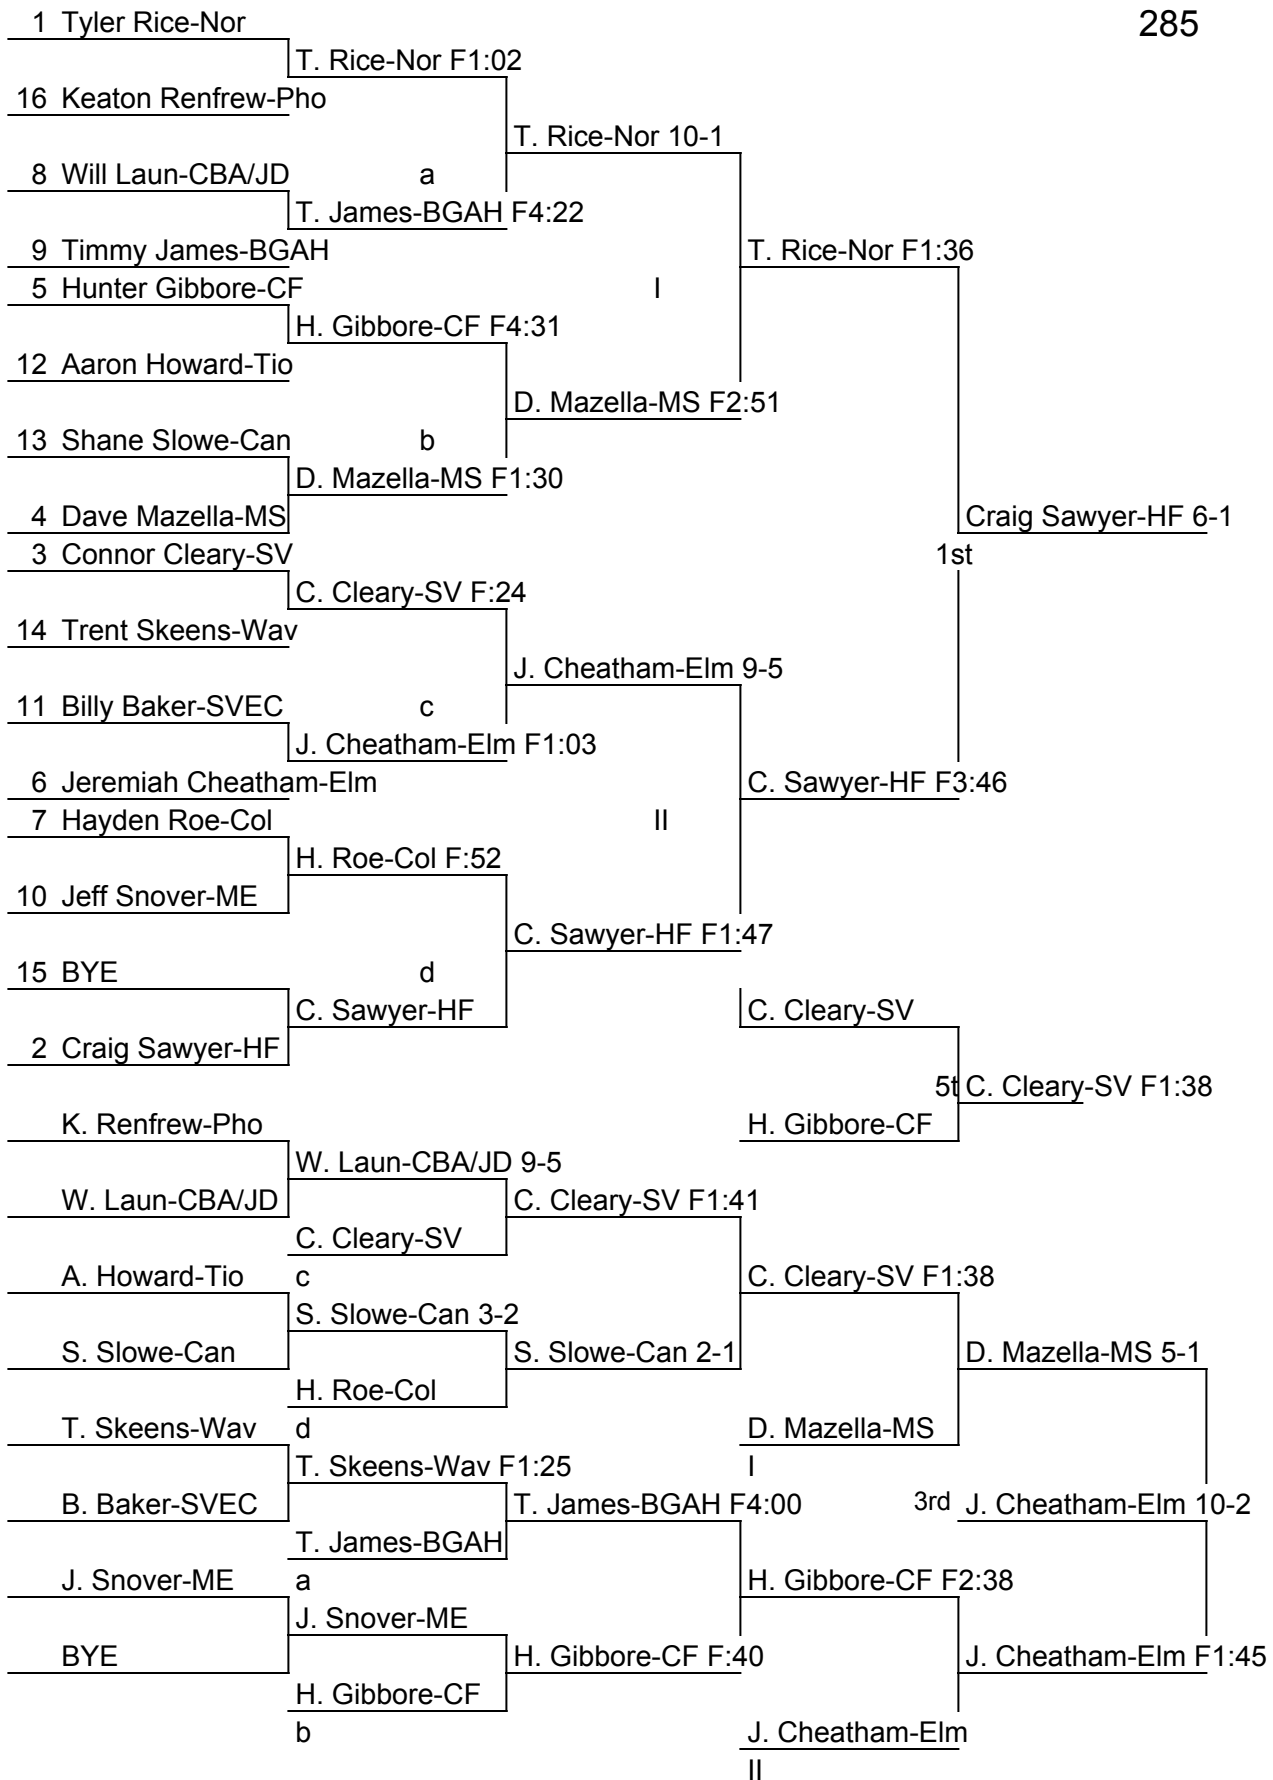 1 Tyler Rice-Nor
285
T. Rice-Nor F1:02
16 Keaton Renfrew-Pho
T. Rice-Nor 10-1
8 Will Laun-CBA/JD
a
T. James-BGAH F4:22
9 Timmy James-BGAH
T. Rice-Nor F1:36
5 Hunter Gibbore-CF
I
H. Gibbore-CF F4:31
12 Aaron Howard-Tio
D. Mazella-MS F2:51
13 Shane Slowe-Can
b
D. Mazella-MS F1:30
4 Dave Mazella-MS
Craig Sawyer-HF 6-1
3 Connor Cleary-SV
1st
C. Cleary-SV F:24
14 Trent Skeens-Wav
J. Cheatham-Elm 9-5
11 Billy Baker-SVEC
c
J. Cheatham-Elm F1:03
6 Jeremiah Cheatham-Elm
C. Sawyer-HF F3:46
7 Hayden Roe-Col
II
H. Roe-Col F:52
10 Jeff Snover-ME
C. Sawyer-HF F1:47
15 BYE
d
C. Sawyer-HF
C. Cleary-SV
2 Craig Sawyer-HF
5t C. Cleary-SV F1:38
K. Renfrew-Pho
H. Gibbore-CF
W. Laun-CBA/JD 9-5
W. Laun-CBA/JD
C. Cleary-SV F1:41
C. Cleary-SV
A. Howard-Tio
c
C. Cleary-SV F1:38
S. Slowe-Can 3-2
S. Slowe-Can
S. Slowe-Can 2-1
D. Mazella-MS 5-1
H. Roe-Col
T. Skeens-Wav
d
D. Mazella-MS
T. Skeens-Wav F1:25
I
B. Baker-SVEC
T. James-BGAH F4:00
3rd
J. Cheatham-Elm 10-2
T. James-BGAH
J. Snover-ME
a
H. Gibbore-CF F2:38
J. Snover-ME
BYE
H. Gibbore-CF F:40
J. Cheatham-Elm F1:45
H. Gibbore-CF
b
J. Cheatham-Elm
II